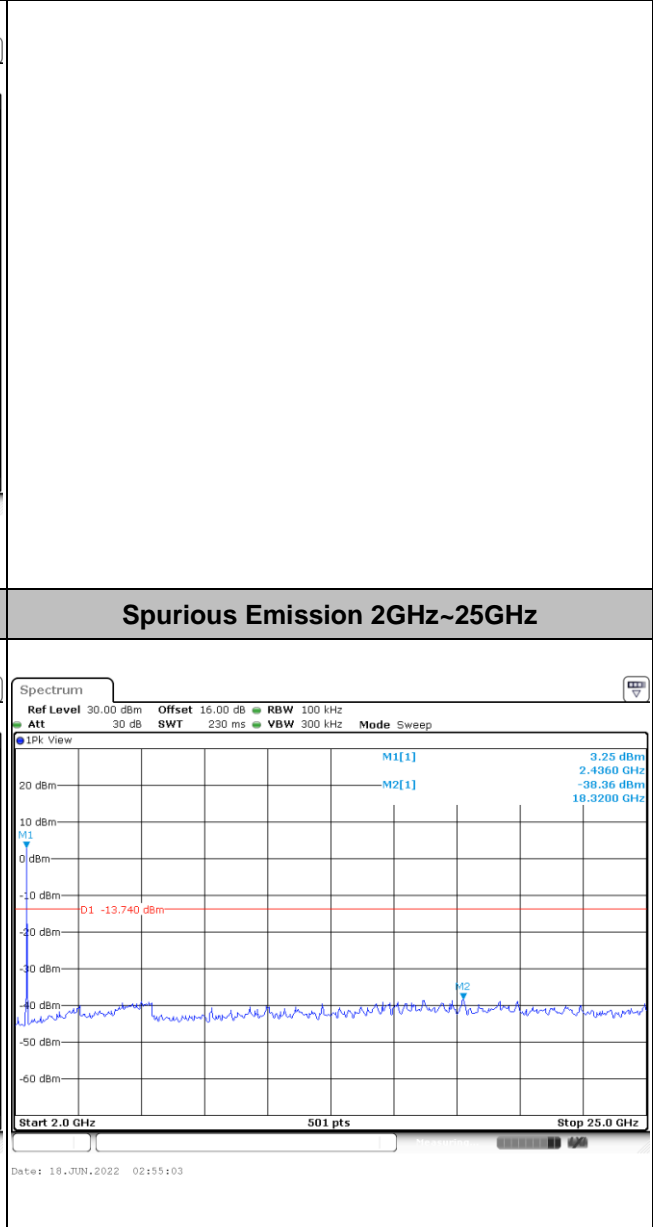 Spurious Emission 2GHz~25GHz
Spectrum
Ref Level 30.00 dBm Offset 16.00 dB RBW 100 kHz
Att 30 dB SWT 230 ms VBW 300 kHz Mode Sweep
1Pk View
M1[1] 3.25 dBm
2.4360 GHz
20 dBm M2[1] -38.36 dBm
18.3200 GHz
10 dBm
M1
0 dBm
-10 dBm
D1 -13.740 dBm
-20 dBm
-30 dBm
M2
-40 dBm
-50 dBm
-60 dBm
Start 2.0 GHz 501 pts Stop 25.0 GHz
Measuring...
Date: 18.JUN.2022 02:55:03